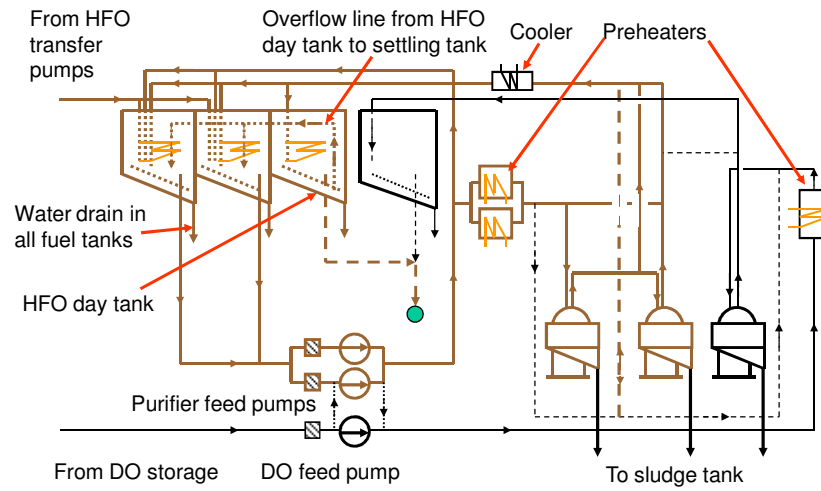 From HFO
transfer
pumps
Overflow line from HFO
day tank to settling tank
Cooler
Preheaters
Water drain in
all fuel tanks
HFO day tank
Purifier feed pumps
From DO storage
DO feed pump
To sludge tank